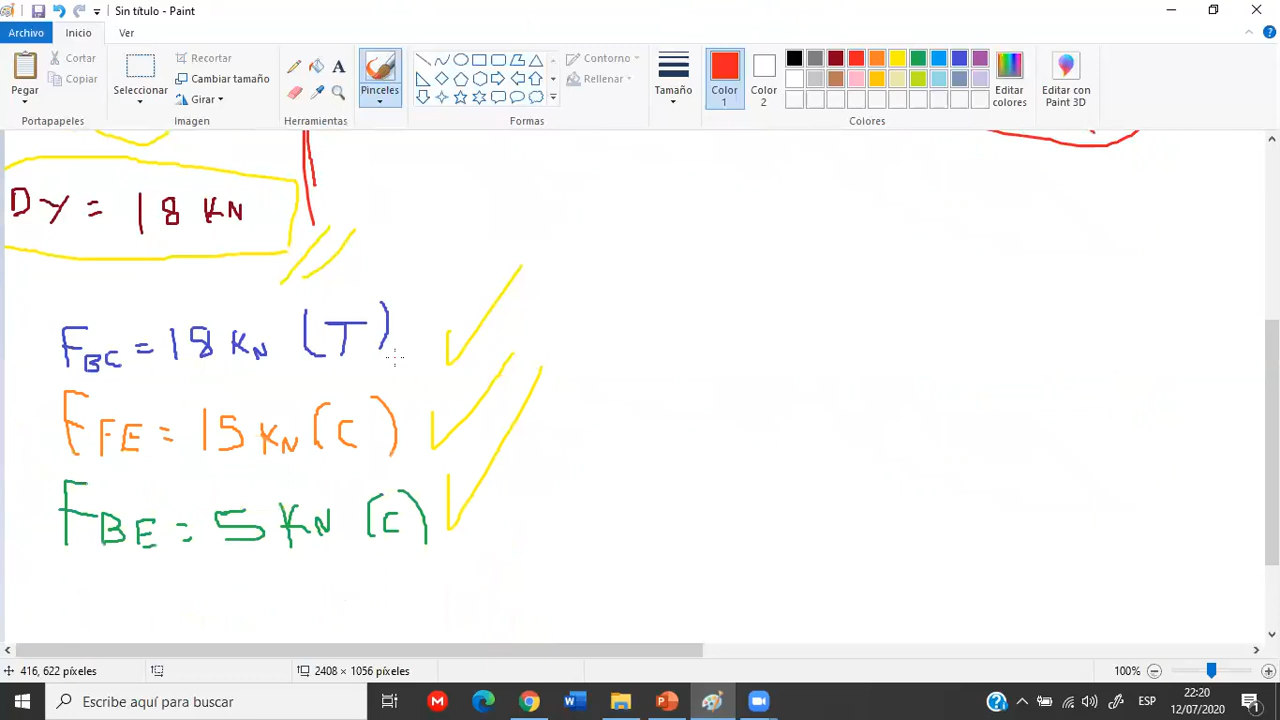 Sin título - Paint
Archivo
Inicio
Ver
Pegar
Cortar
Copiar
Portapapeles
Seleccionar
Recortar
Cambiar tamaño
Girar
Imagen
A
Herramientas
Pinceles
Contorno
Rellenar
Formas
Tamaño
Color 1
Color 2
Editar colores
Editar con Paint 3D
Colores
DY = 18 KN
FBC = 18 KN (T)
FFE = 15 KN (C)
FBE = 5 KN (C)
416, 622 píxeles
2408 × 1056 píxeles
100%
Escribe aquí para buscar
ESP
22:20
12/07/2020